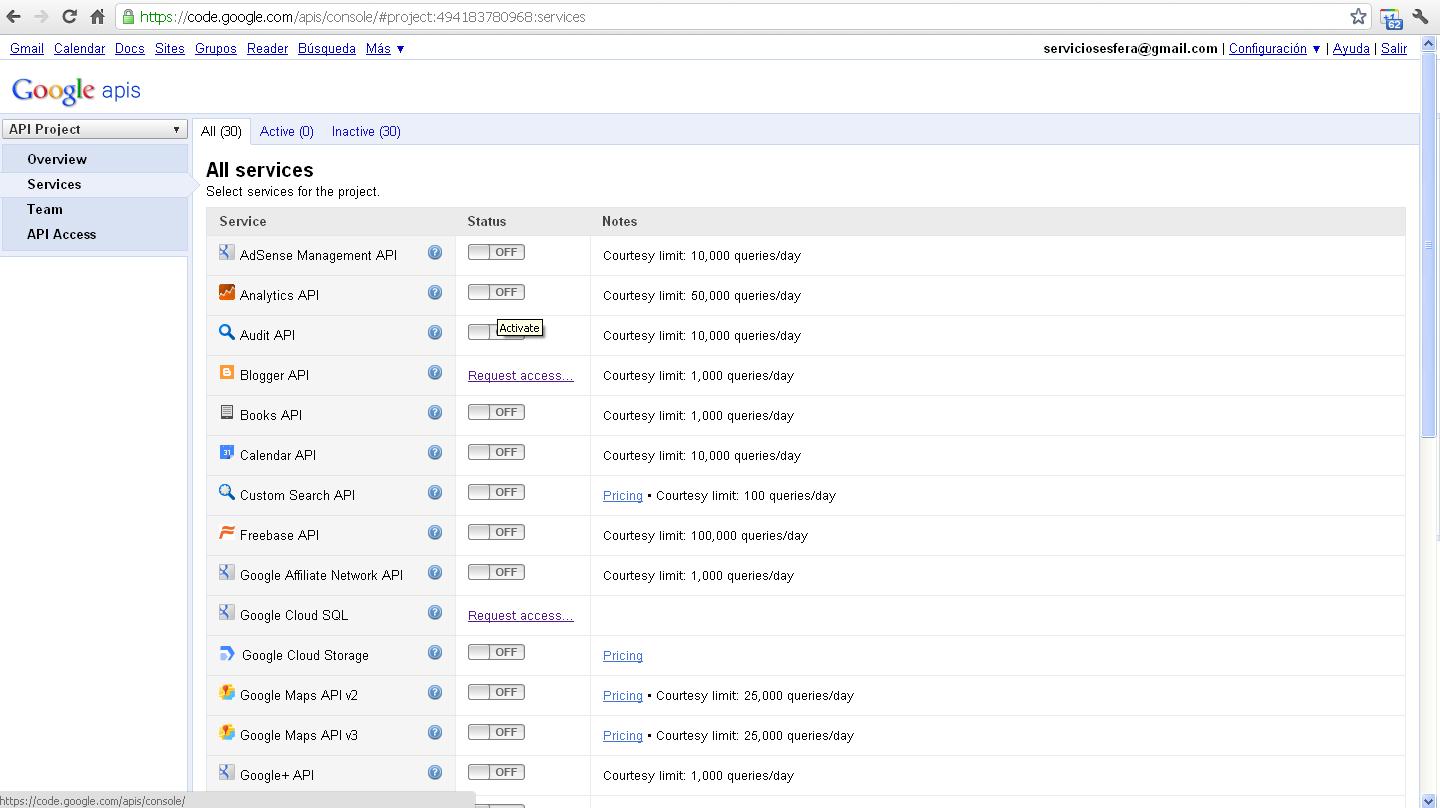 https://code.google.com/apis/console/#project:494183780968:services
62
Gmail Calendar Docs Sites Grupos Reader Búsqueda Más ▼ serviciosesfera@gmail.com | Configuración ▼ | Ayuda | Salir
Google apis
API Project ▼
Overview
Services
Team
API Access
All (30) Active (0) Inactive (30)
All services
Select services for the project.
Service Status Notes
AdSense Management API ? OFF Courtesy limit: 10,000 queries/day
Analytics API ? OFF Courtesy limit: 50,000 queries/day
Activate
Audit API ? Courtesy limit: 10,000 queries/day
Blogger API ? Request access... Courtesy limit: 1,000 queries/day
Books API ? OFF Courtesy limit: 1,000 queries/day
31 Calendar API ? OFF Courtesy limit: 10,000 queries/day
Custom Search API ? OFF Pricing • Courtesy limit: 100 queries/day
Freebase API ? OFF Courtesy limit: 100,000 queries/day
Google Affiliate Network API ? OFF Courtesy limit: 1,000 queries/day
Google Cloud SQL ? Request access...
Google Cloud Storage ? OFF Pricing
Google Maps API v2 ? OFF Pricing • Courtesy limit: 25,000 queries/day
Google Maps API v3 ? OFF Pricing • Courtesy limit: 25,000 queries/day
Google+ API ? OFF Courtesy limit: 1,000 queries/day
https://code.google.com/apis/console/